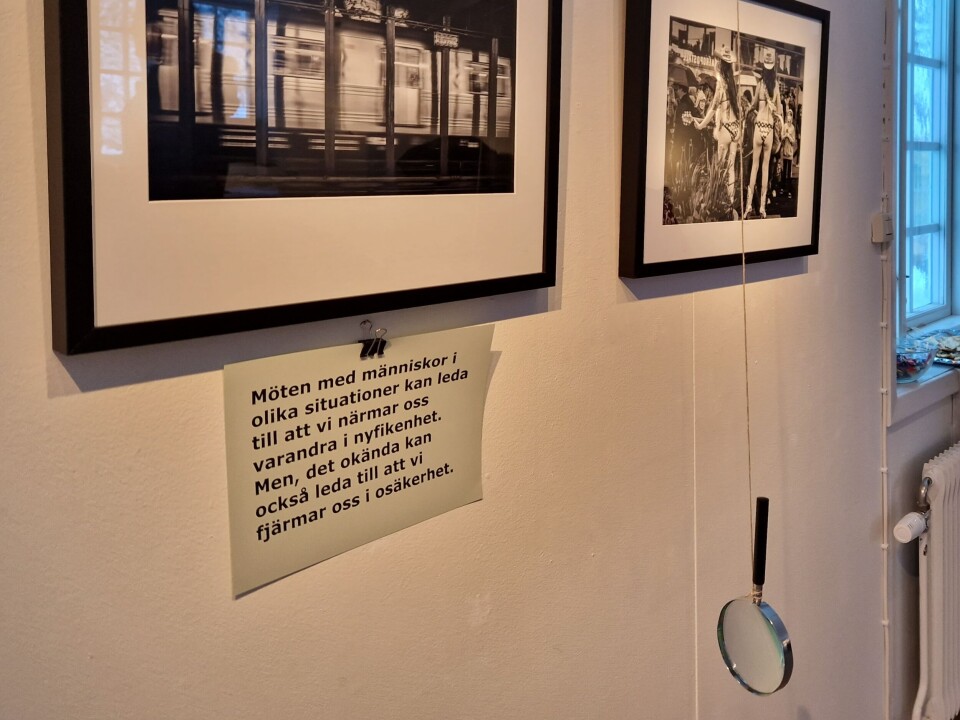 Möten med människor i
olika situationer kan leda
till att vi närmar oss
varandra i nyfikenhet.
Men, det okända kan
också leda till att vi
fjärmar oss i osäkerhet.